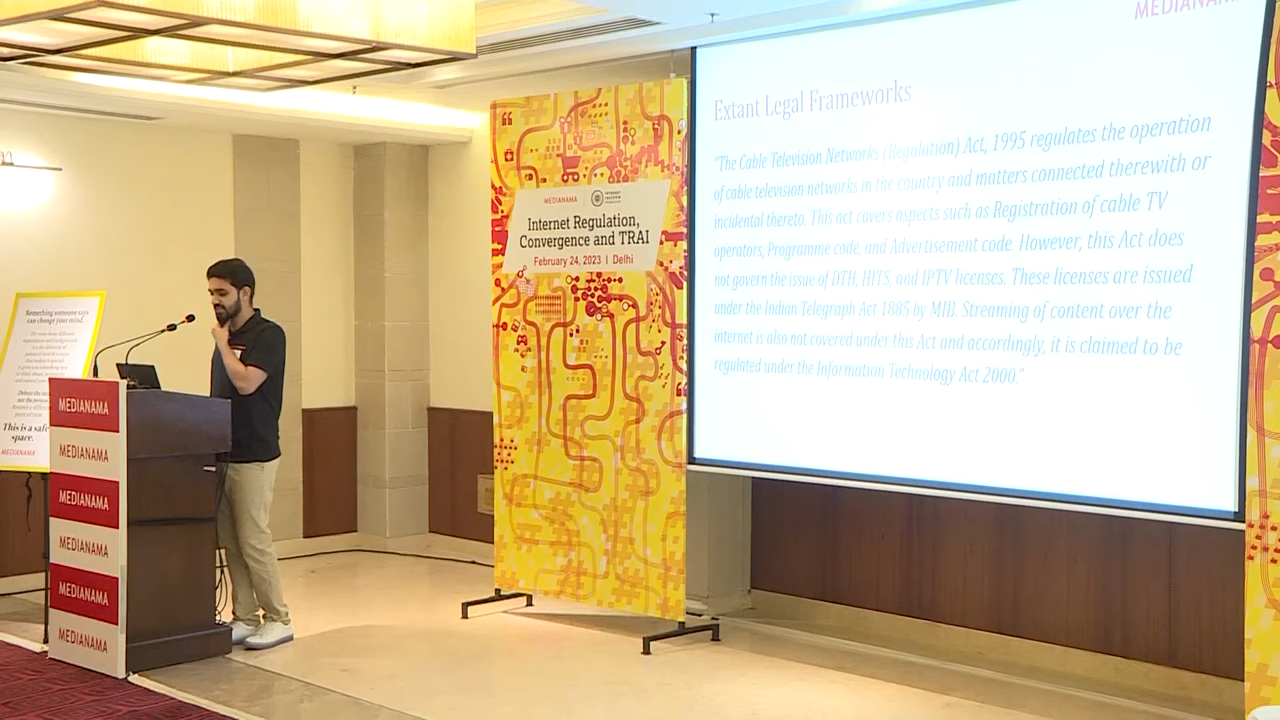 Something someone says
can change your mind.
This is a safe
space.
MEDIANAMA
MEDIANAMA
MEDIANAMA
MEDIANAMA
MEDIANAMA
MEDIANAMA
MEDIANAMA
MEDIANAMA
INTERNET
FREEDOM
FOUNDATION
Internet Regulation,
Convergence and TRAI
February 24, 2023 | Delhi
MEDIANAMA
Extant Legal Frameworks
"The Cable Television Networks (Regulation) Act, 1995 regulates the operation
of cable television networks in the country and matters connected therewith or
incidental thereto. This act covers aspects such as Registration of cable TV
operators, Programme code, and Advertisement code. However, this Act does
not govern the issue of DTH, HITS, and IPTV licenses. These licenses are issued
under the Indian Telegraph Act 1885 by MIB. Streaming of content over the
internet is also not covered under this Act and accordingly, it is claimed to be
regulated under the Information Technology Act 2000."